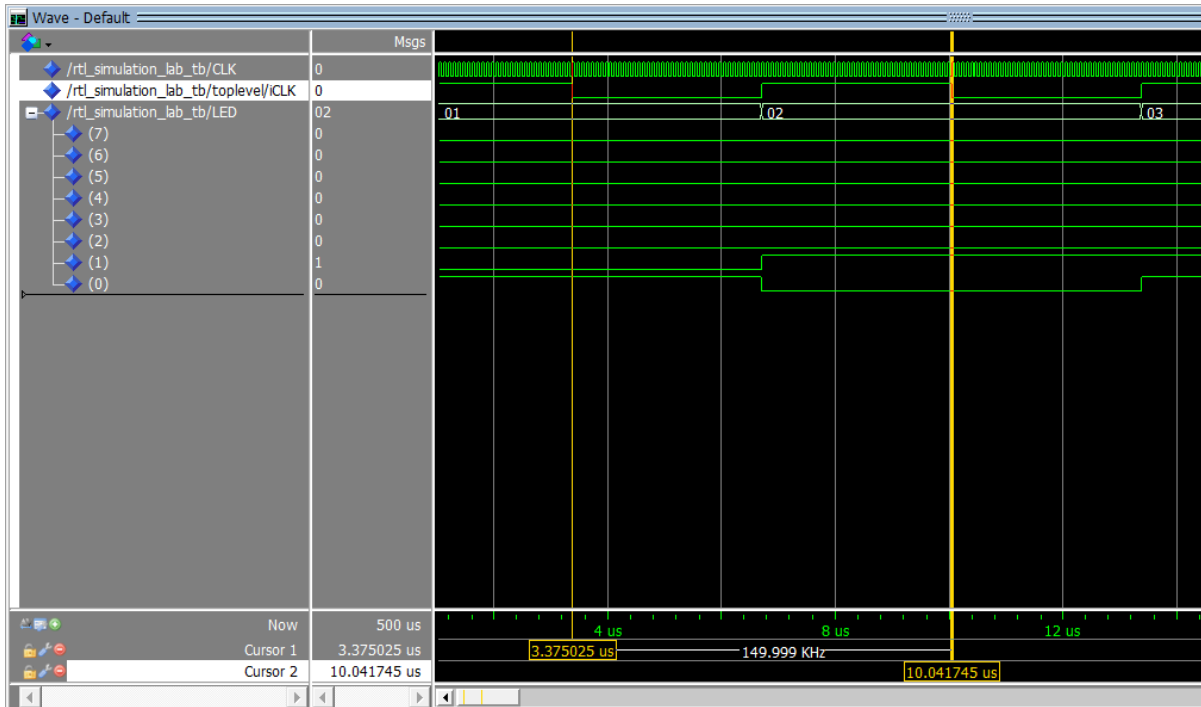 Wave - Default
Msgs
/rtl_simulation_lab_tb/CLK 0
/rtl_simulation_lab_tb/toplevel/iCLK 0
/rtl_simulation_lab_tb/LED 02 01 02 03
(7) 0
(6) 0
(5) 0
(4) 0
(3) 0
(2) 0
(1) 1
(0) 0
Now 500 us 4 us 8 us 12 us
Cursor 1 3.375025 us 3.375025 us 149.999 KHz
Cursor 2 10.041745 us 10.041745 us